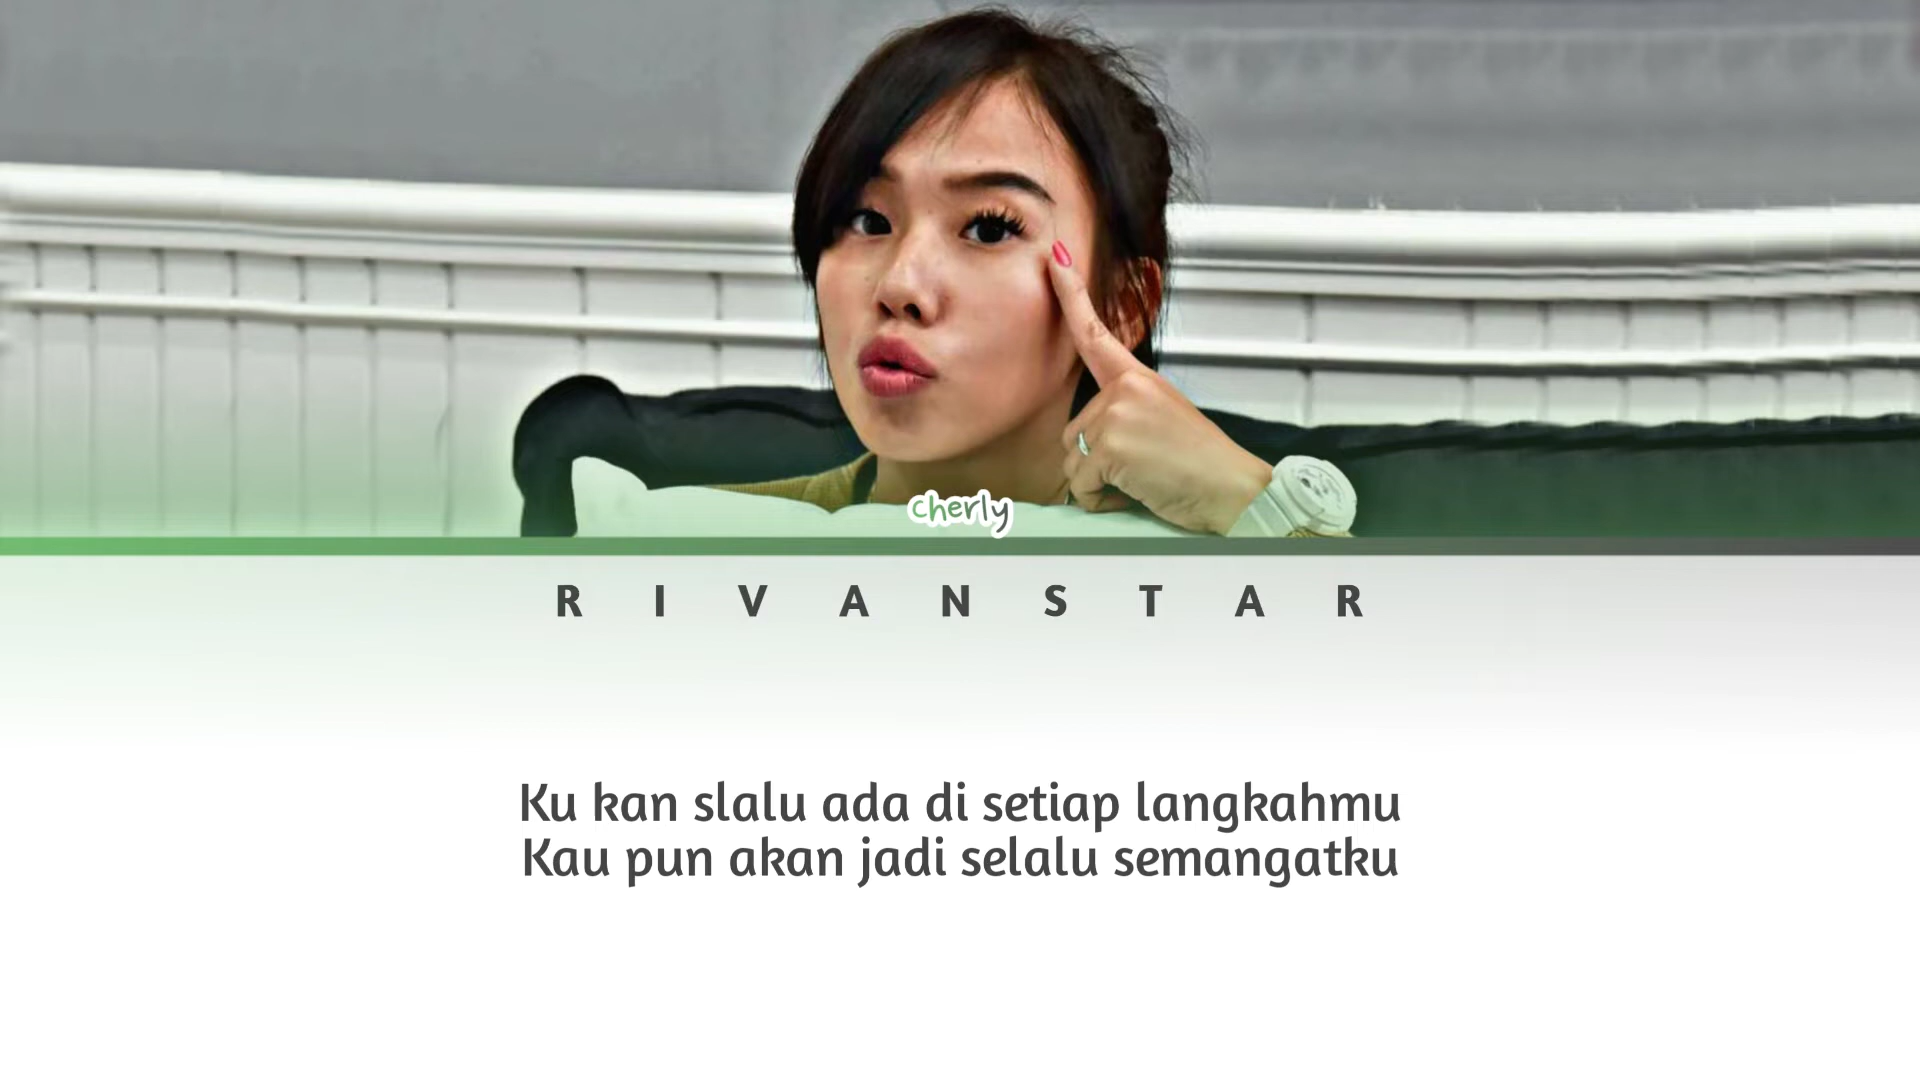 cherly
R I V A N S T A R
Ku kan slalu ada di setiap langkahmu
Kau pun akan jadi selalu semangatku